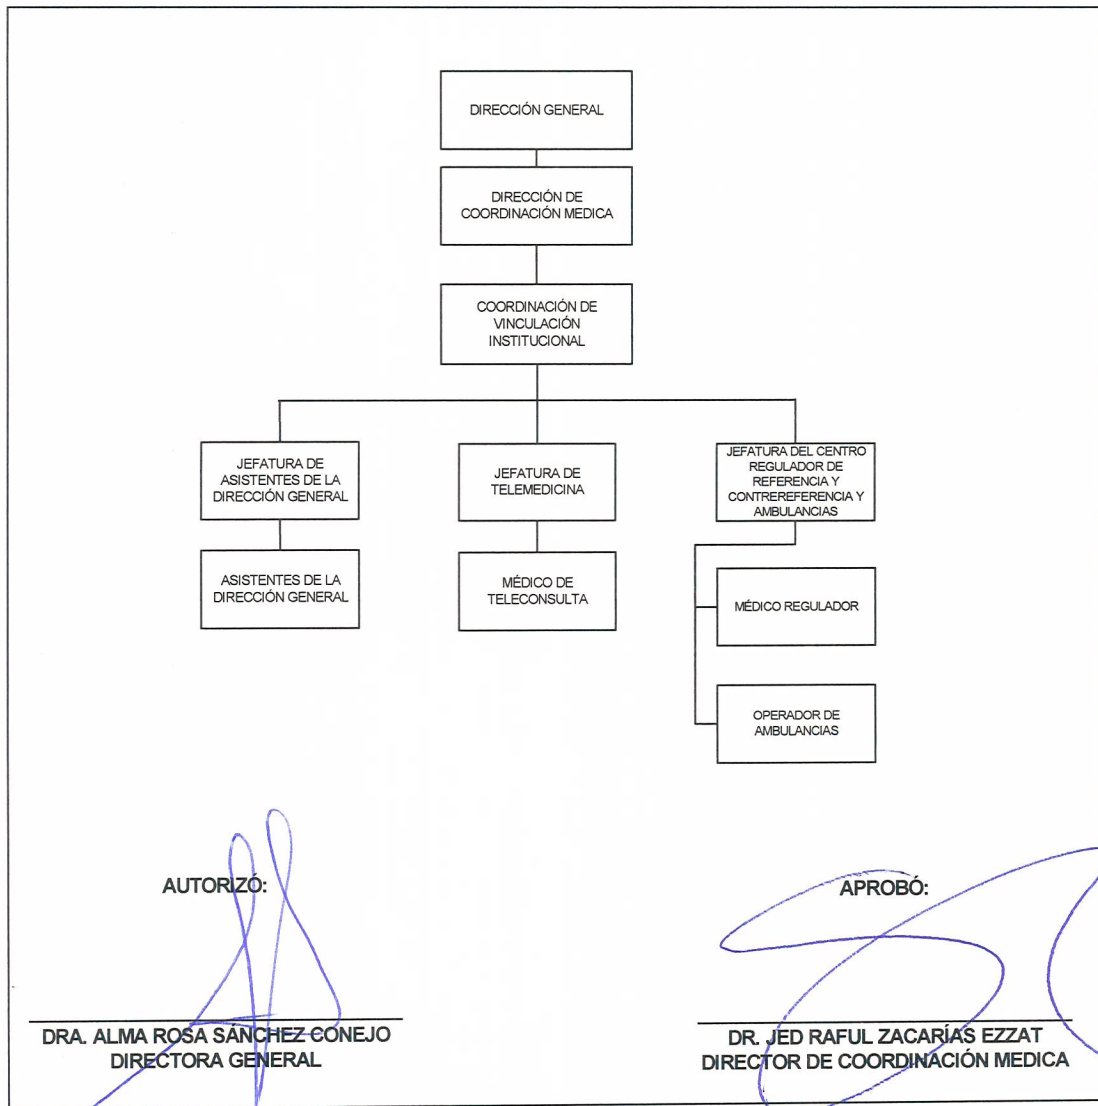 DIRECCIÓN GENERAL
DIRECCIÓN DE
COORDINACIÓN MEDICA
COORDINACIÓN DE
VINCULACIÓN
INSTITUCIONAL
JEFATURA DE
ASISTENTES DE LA
DIRECCIÓN GENERAL
JEFATURA DE
TELEMEDICINA
JEFATURA DEL CENTRO
REGULADOR DE
REFERENCIA Y
CONTREREFERENCIA Y
AMBULANCIAS
ASISTENTES DE LA
DIRECCIÓN GENERAL
MÉDICO DE
TELECONSULTA
MÉDICO REGULADOR
OPERADOR DE
AMBULANCIAS
AUTORIZÓ:
DRA. ALMA ROSA SÁNCHEZ CONEJO
DIRECTORA GENERAL
APROBÓ:
DR. JED RAFUL ZACARÍAS EZZAT
DIRECTOR DE COORDINACIÓN MEDICA